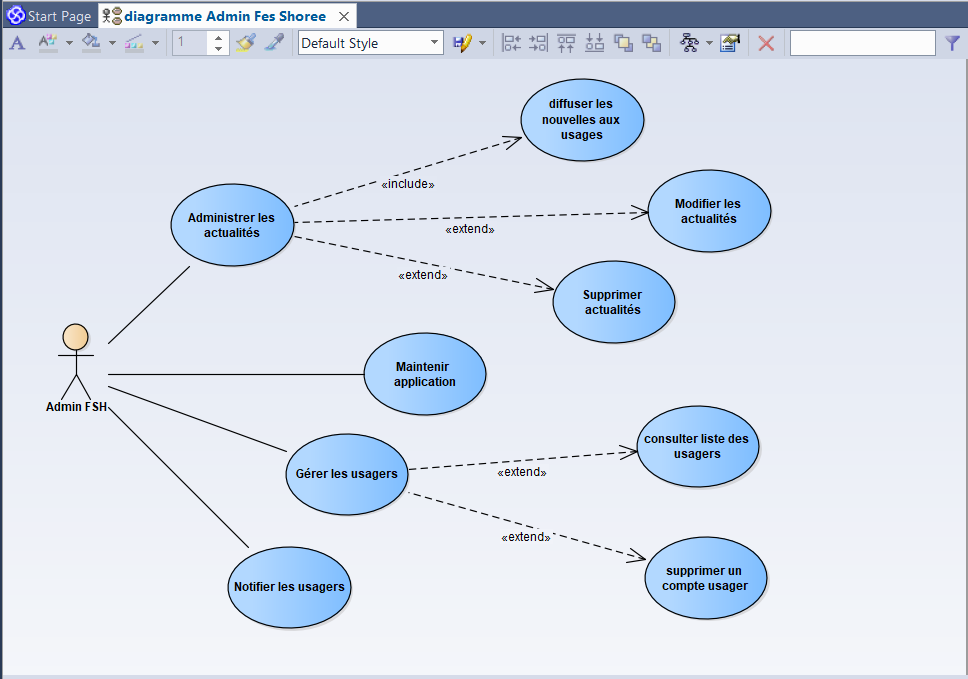 Start Page
diagramme Admin Fes Shoree
1
Default Style
diffuser les
nouvelles aux
usages
Administrer les
actualités
«include»
Modifier les
actualités
«extend»
«extend»
Supprimer
actualités
Maintenir
application
Admin FSH
consulter liste des
usagers
Gérer les usagers
«extend»
«extend»
supprimer un
compte usager
Notifier les usagers